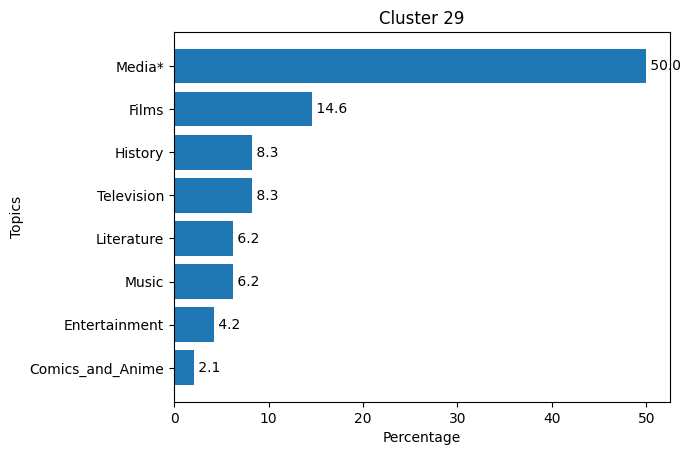 Cluster 29
Topics
Media* 50.0
Films 14.6
History 8.3
Television 8.3
Literature 6.2
Music 6.2
Entertainment 4.2
Comics_and_Anime 2.1
0 10 20 30 40 50
Percentage